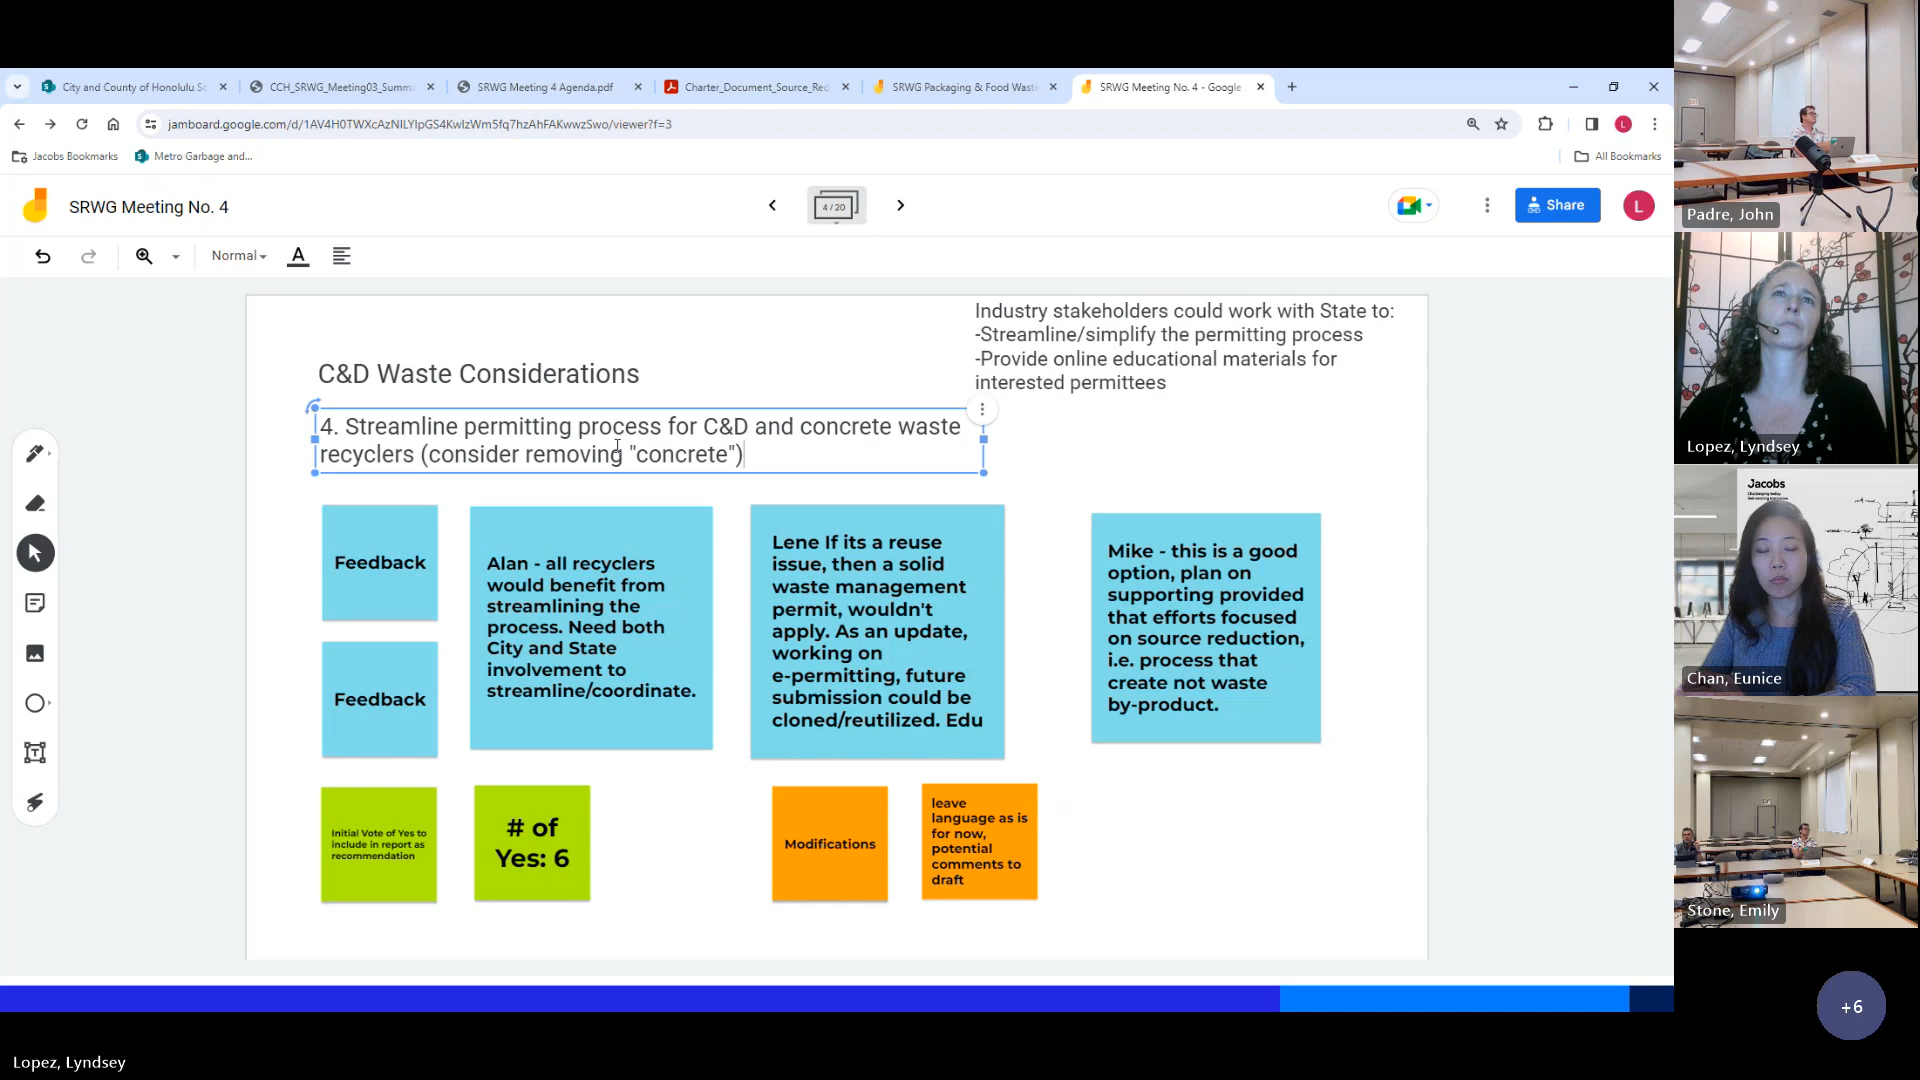 City and County of Honolulu Sc
CCH_SRWG_Meeting03_Summa
SRWG Meeting 4 Agenda.pdf
Charter_Document_Source_Red
SRWG Packaging & Food Waste
SRWG Meeting No. 4 - Google
jamboard.google.com/d/1AV4H0TWXcAzNILYIpGS4KwIzWm5fq7hzAhFAKwwzSwo/viewer?f=3
L
Jacobs Bookmarks
Metro Garbage and...
All Bookmarks
SRWG Meeting No. 4
4 / 20
Share
L
Normal
Industry stakeholders could work with State to:
-Streamline/simplify the permitting process
-Provide online educational materials for
interested permittees
C&D Waste Considerations
4. Streamline permitting process for C&D and concrete waste
recyclers (consider removing "concrete")
Feedback
Feedback
Alan - all recyclers
would benefit from
streamlining the
process. Need both
City and State
involvement to
streamline/coordinate.
Lene If its a reuse
issue, then a solid
waste management
permit, wouldn't
apply. As an update,
working on
e-permitting, future
submission could be
cloned/reutilized. Edu
Mike - this is a good
option, plan on
supporting provided
that efforts focused
on source reduction,
i.e. process that
create not waste
by-product.
Initial Vote of Yes to
include in report as
recommendation
# of
Yes: 6
Modifications
leave
language as is
for now,
potential
comments to
draft
Padre, John
Lopez, Lyndsey
Jacobs
Challenging today.
Reinventing tomorrow.
Chan, Eunice
Stone, Emily
+6
Lopez, Lyndsey